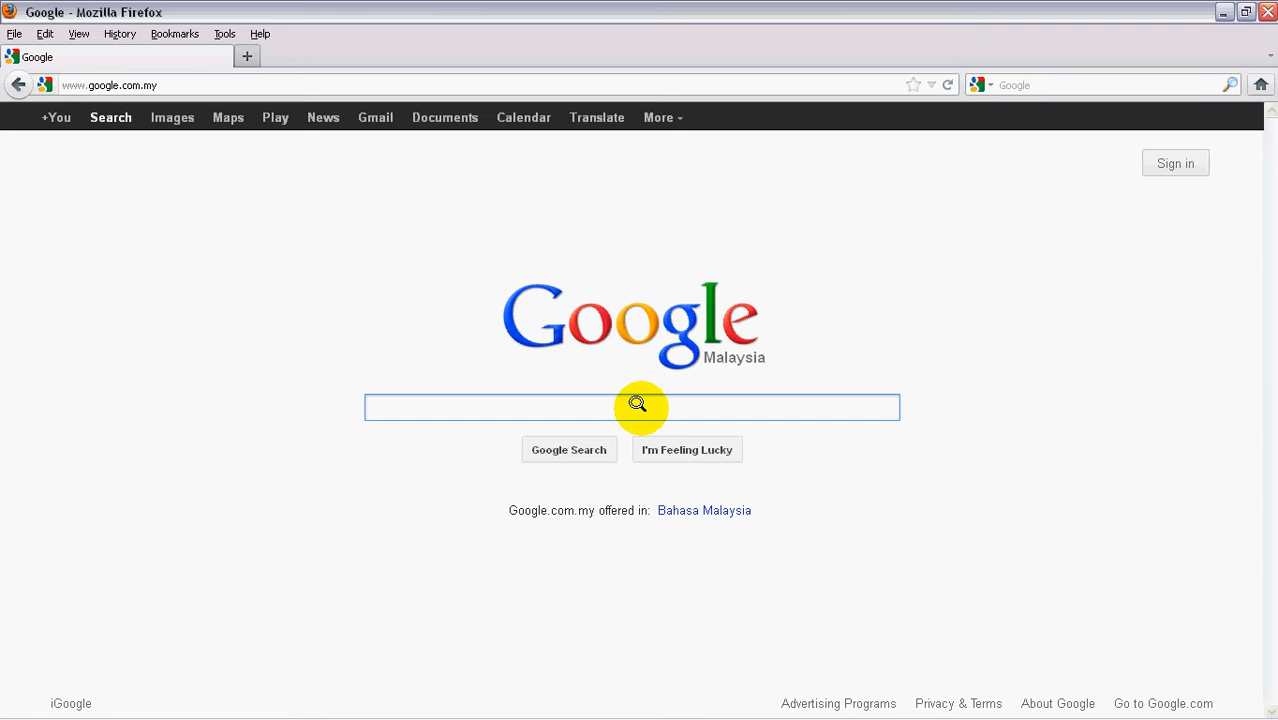 Google - Mozilla Firefox
File Edit View History Bookmarks Tools Help
Google
www.google.com.my
Google
+You Search Images Maps Play News Gmail Documents Calendar Translate More
Sign in
Google
Malaysia
Google Search I'm Feeling Lucky
Google.com.my offered in: Bahasa Malaysia
iGoogle Advertising Programs Privacy & Terms About Google Go to Google.com